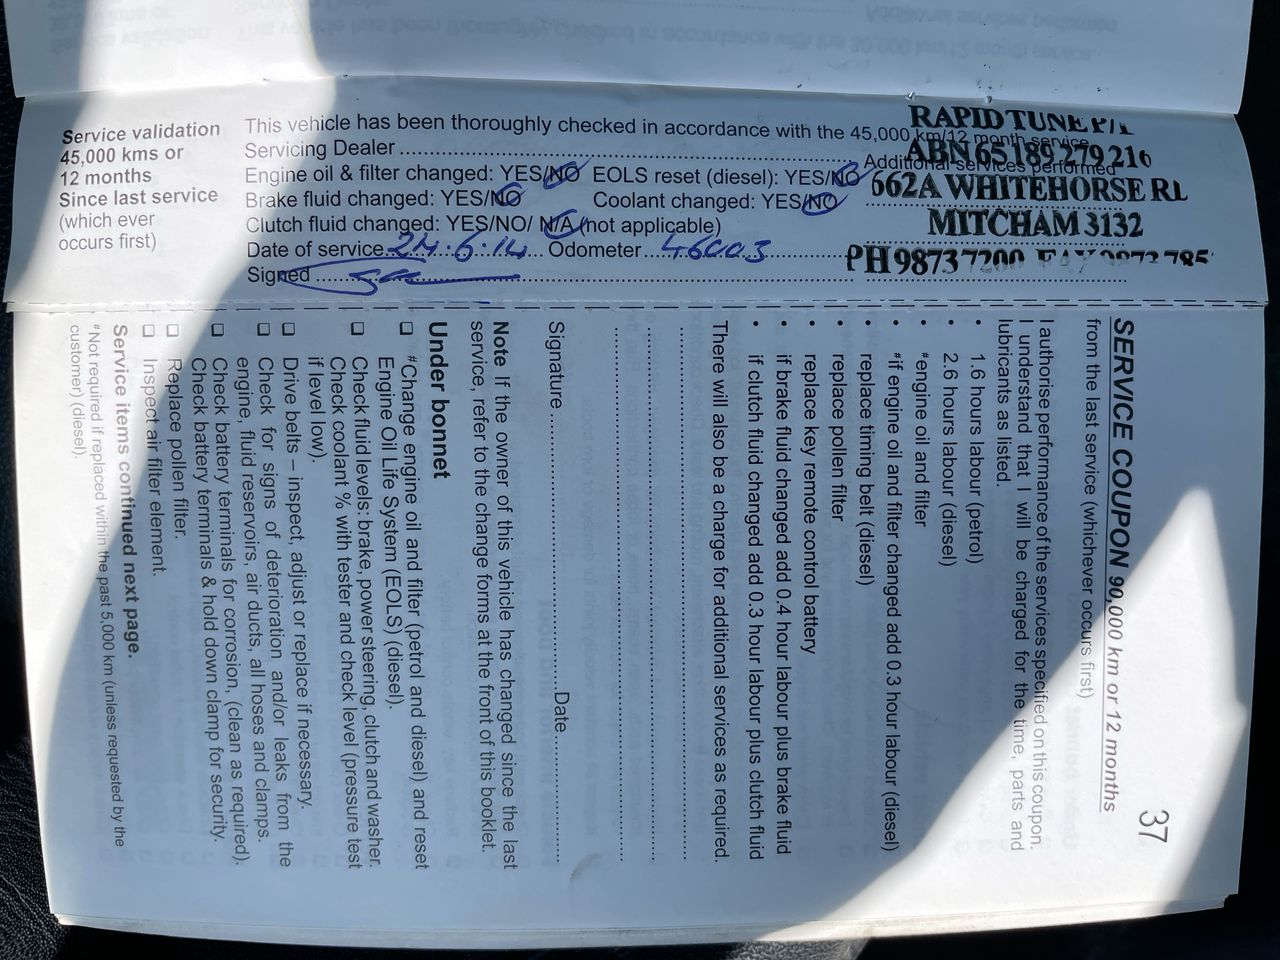 Service validation
45,000 kms or
12 months
Since last service
(which ever
occurs first)
This vehicle has been thoroughly checked in accordance with the 45,000 km/12 month service.
Servicing Dealer
Additional services performed
Engine oil & filter changed: YES/NO EOLS reset (diesel): YES/NO
Brake fluid changed: YES/NO Coolant changed: YES/NO
Clutch fluid changed: YES/NO/ N/A (not applicable)
Date of service 24.6.14 Odometer 46003
Signed
RAPID TUNE P/L
ABN 65 189 279 216
662A WHITEHORSE RD
MITCHAM 3132
PH 9873 7200 FAX 9873 785
37
SERVICE COUPON 90,000 km or 12 months
from the last service (whichever occurs first)
I authorise performance of the services specified on this coupon.
I understand that I will be charged for the time, parts and
lubricants as listed.
• 1.6 hours labour (petrol)
• 2.6 hours labour (diesel)
• #engine oil and filter
• #if engine oil and filter changed add 0.3 hour labour (diesel)
• replace timing belt (diesel)
• replace pollen filter
• replace key remote control battery
• if brake fluid changed add 0.4 hour labour plus brake fluid
• if clutch fluid changed add 0.3 hour labour plus clutch fluid
There will also be a charge for additional services as required.
Signature Date
Note If the owner of this vehicle has changed since the last
service, refer to the change forms at the front of this booklet.
Under bonnet
☐ #Change engine oil and filter (petrol and diesel) and reset
Engine Oil Life System (EOLS) (diesel).
☐ Check fluid levels: brake, power steering, clutch and washer.
Check coolant % with tester and check level (pressure test
if level low).
☐ Drive belts – inspect, adjust or replace if necessary.
☐ Check for signs of deterioration and/or leaks from the
engine, fluid reservoirs, air ducts, all hoses and clamps.
☐ Check battery terminals for corrosion, (clean as required).
Check battery terminals & hold down clamp for security.
☐ Replace pollen filter.
☐ Inspect air filter element.
Service items continued next page.
#Not required if replaced within the past 5,000 km (unless requested by the
customer) (diesel).